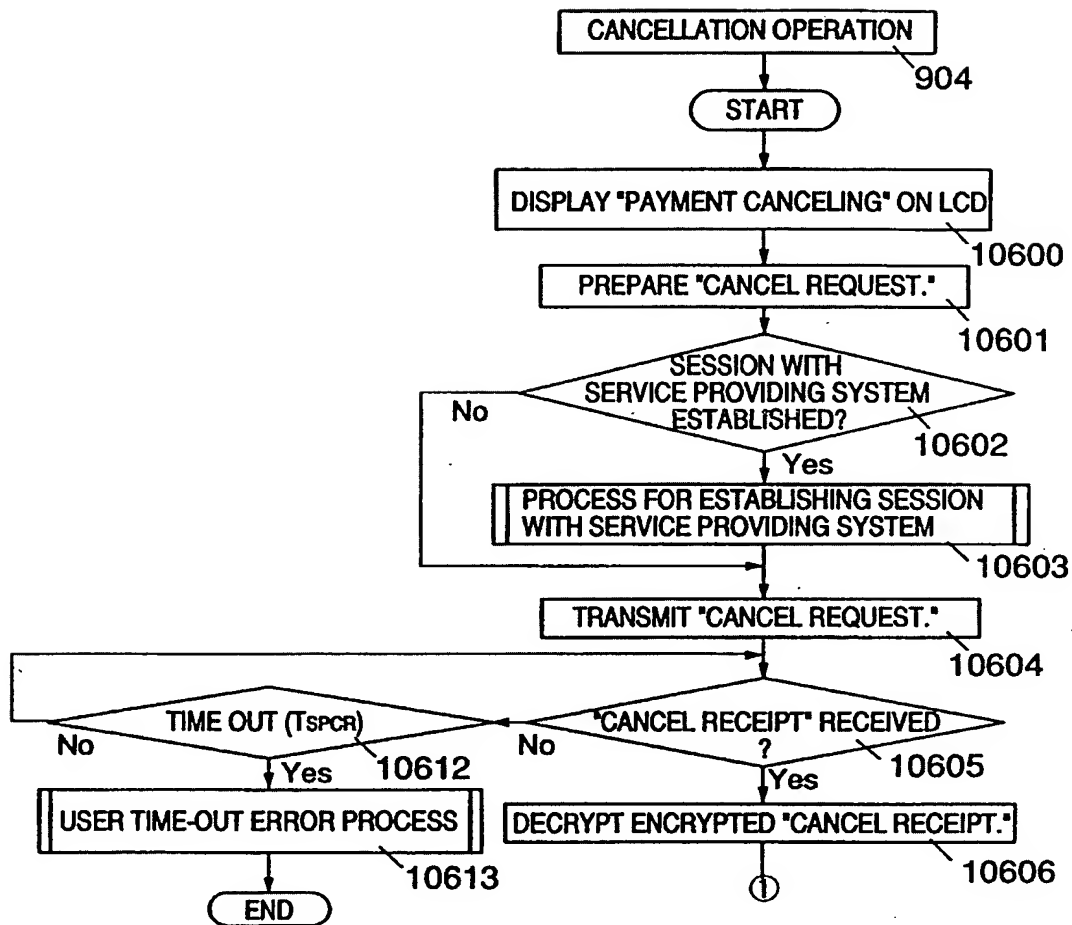 CANCELLATION OPERATION
904
START
DISPLAY "PAYMENT CANCELING" ON LCD
10600
PREPARE "CANCEL REQUEST."
10601
SESSION WITH
SERVICE PROVIDING SYSTEM
ESTABLISHED?
No
10602
Yes
PROCESS FOR ESTABLISHING SESSION
WITH SERVICE PROVIDING SYSTEM
10603
TRANSMIT "CANCEL REQUEST."
10604
TIME OUT (TSPCR)
No
10612
Yes
"CANCEL RECEIPT" RECEIVED
?
No
10605
Yes
USER TIME-OUT ERROR PROCESS
10613
END
DECRYPT ENCRYPTED "CANCEL RECEIPT."
10606
①